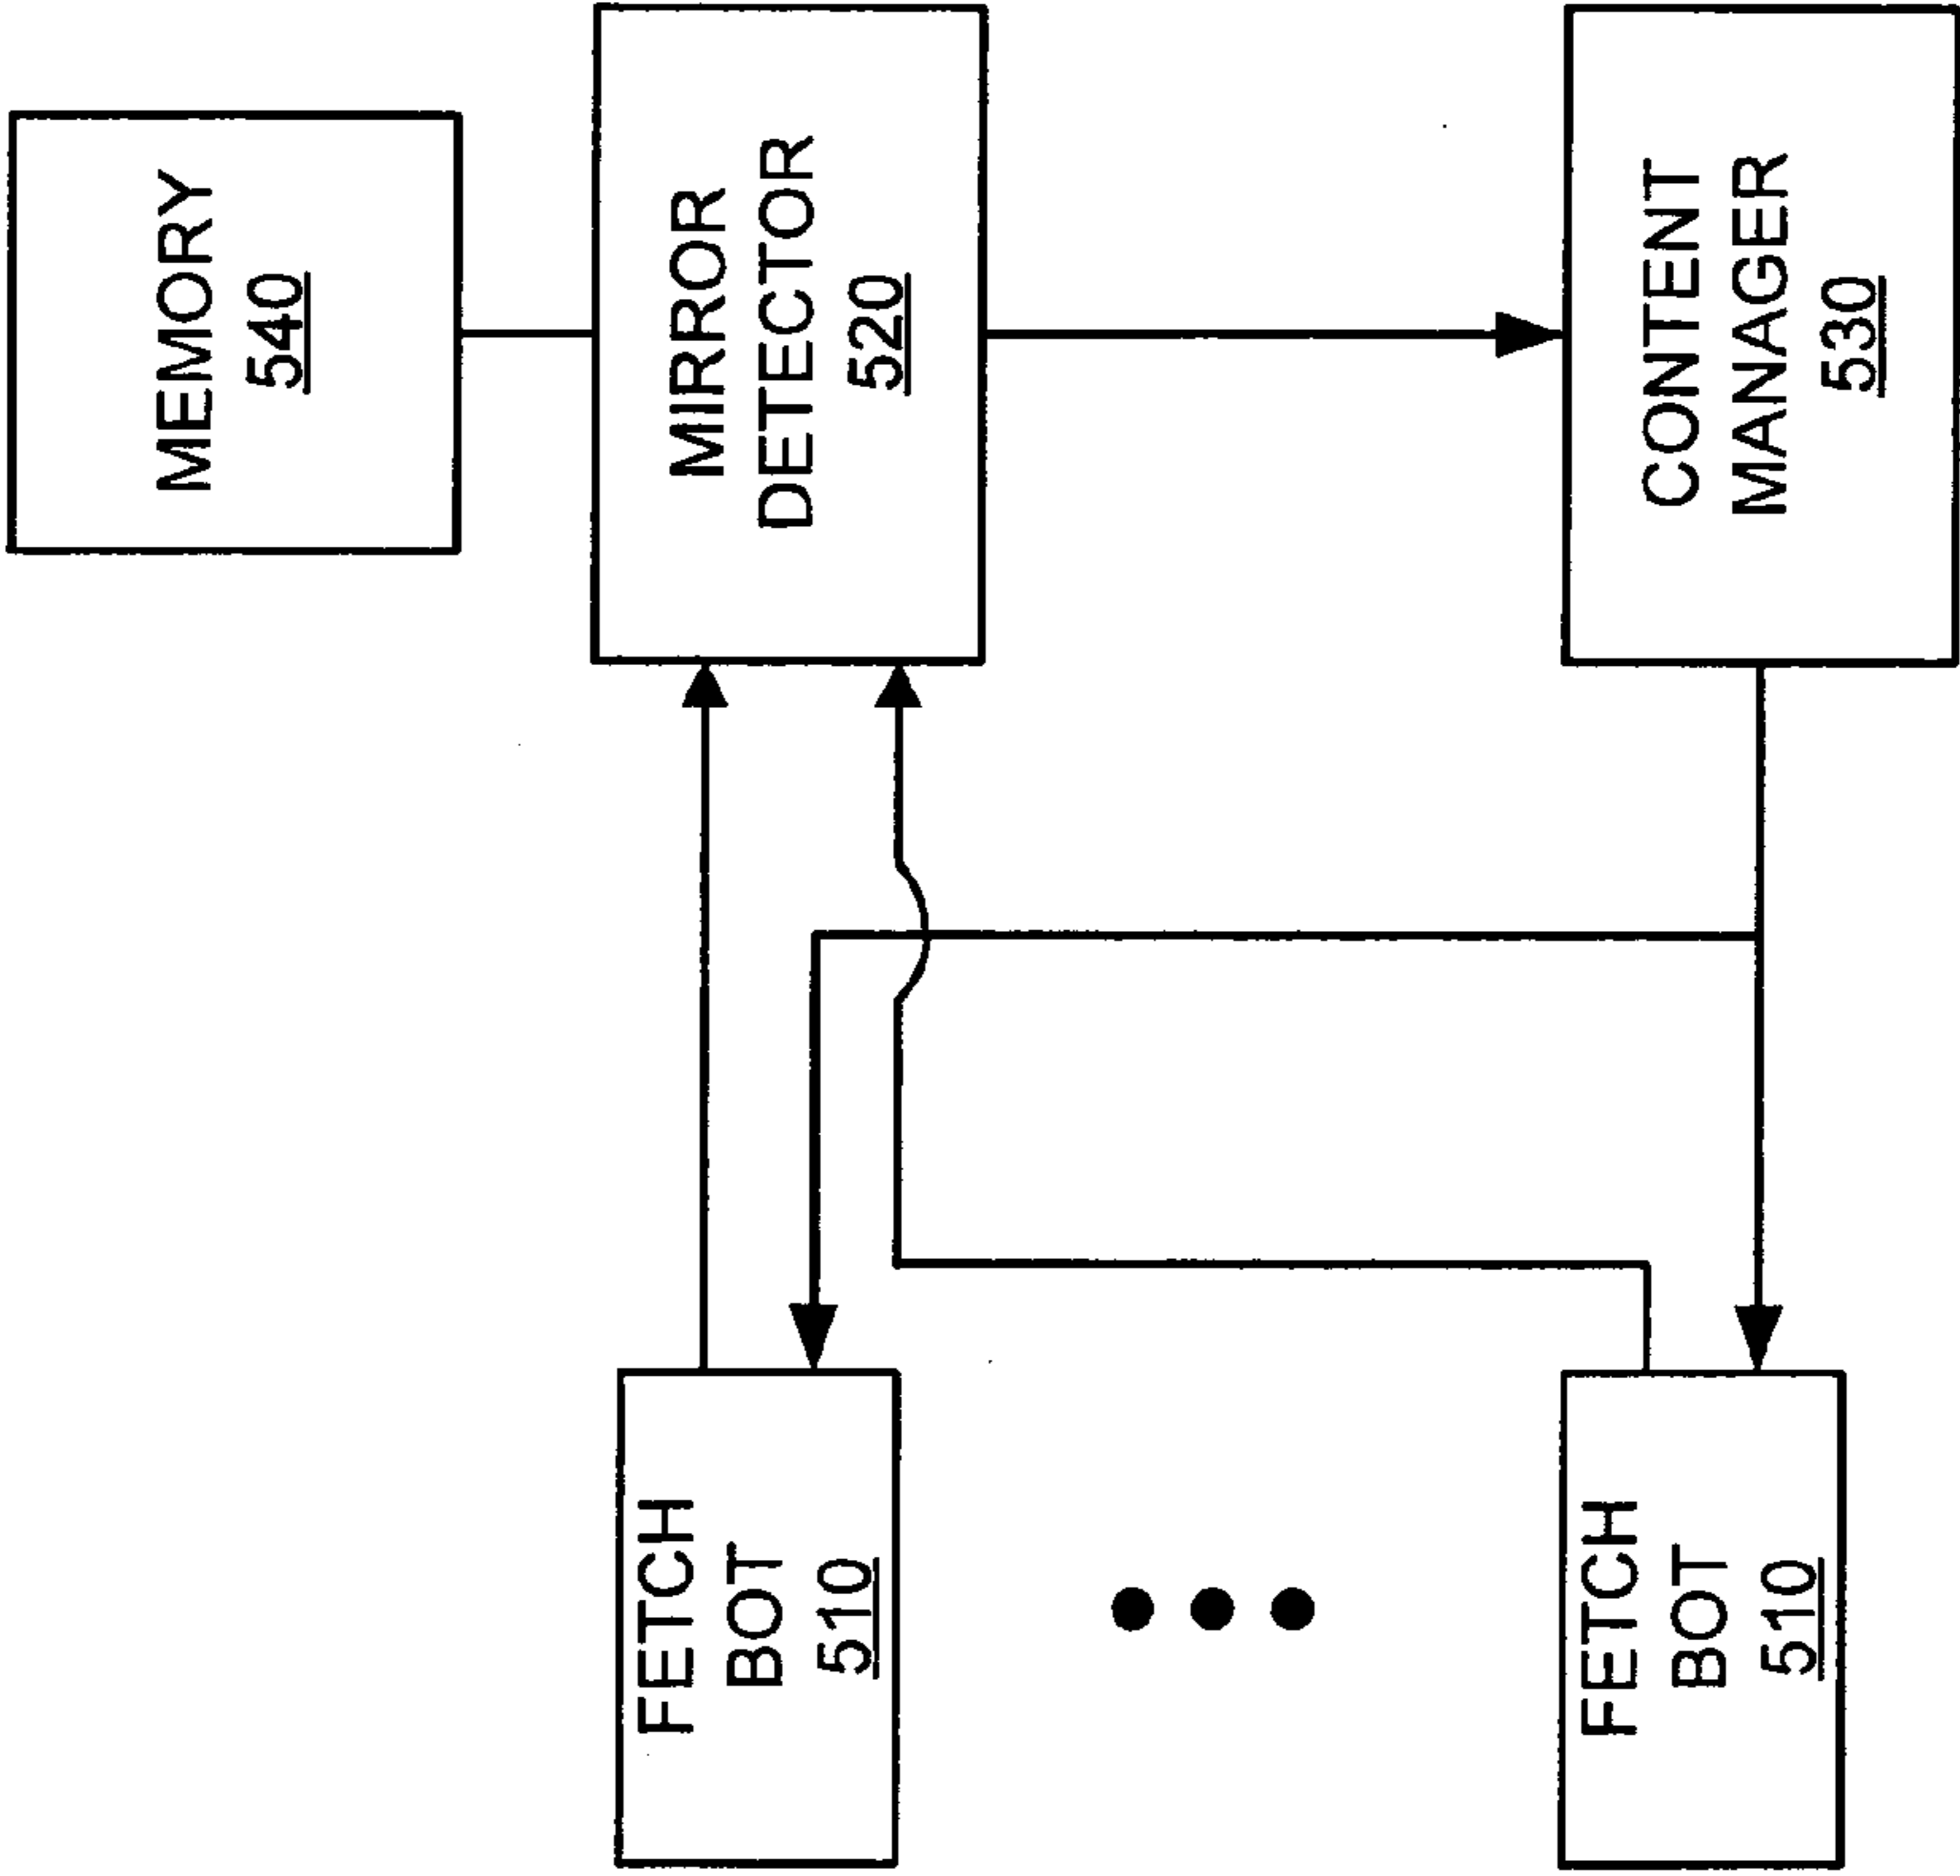 MEMORY
540
MIRROR
DETECTOR
520
CONTENT
MANAGER
530
FETCH
BOT
510
FETCH
BOT
510